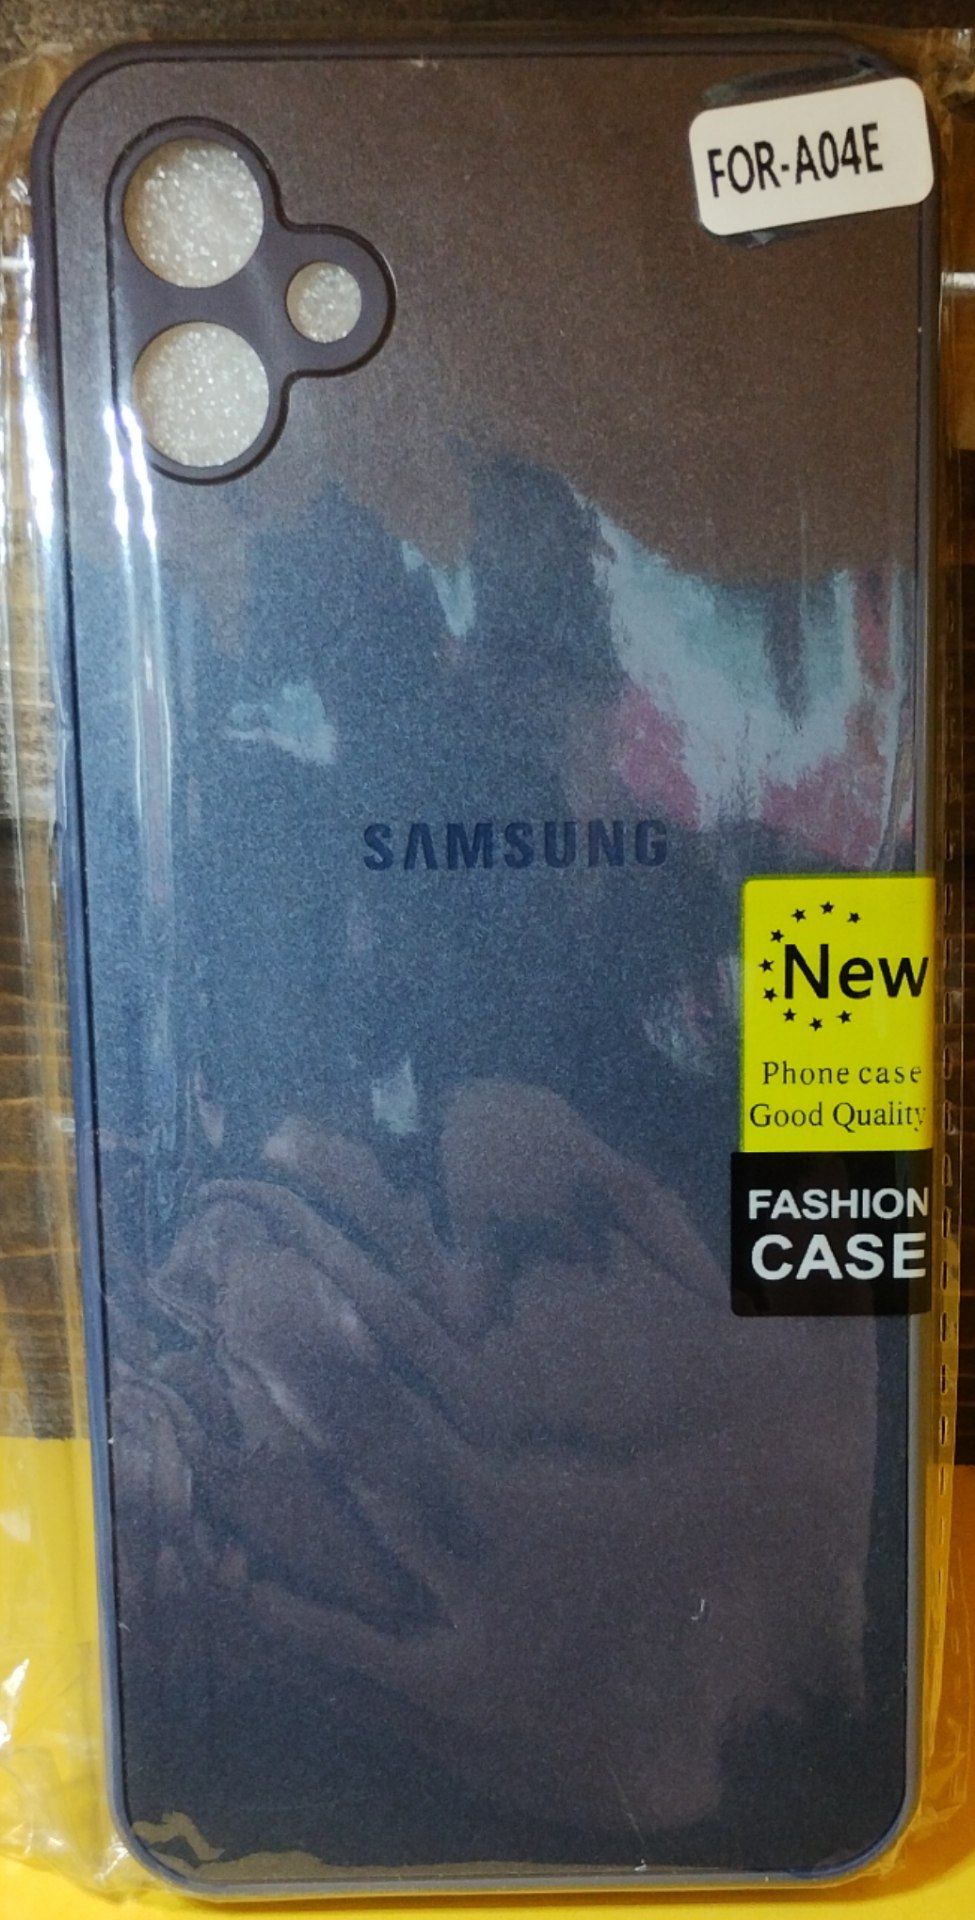 FOR-A04E
SAMSUNG
New
Phone case
Good Quality
FASHION
CASE